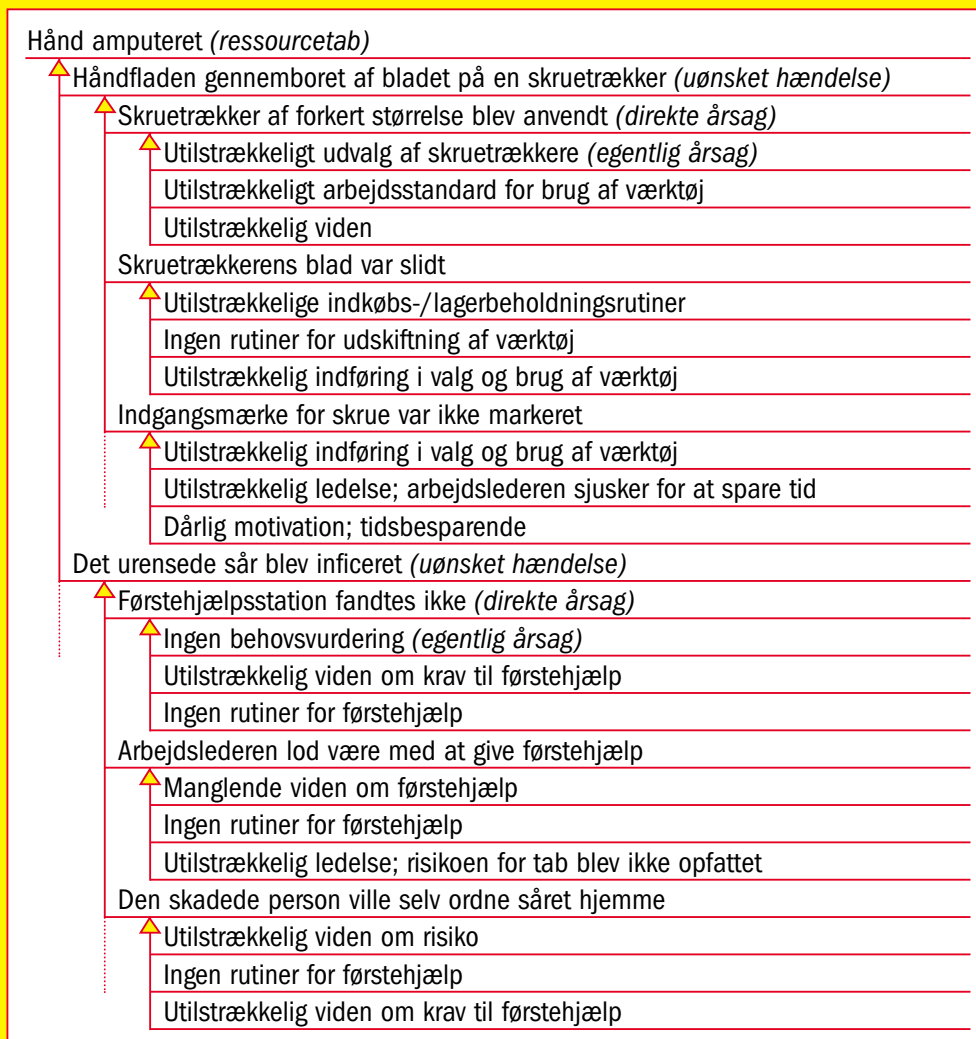 Hånd amputeret (ressourcetab)
Håndfladen gennemboret af bladet på en skruetrækker (uønsket hændelse)
Skruetrækker af forkert størrelse blev anvendt (direkte årsag)
Utilstrækkeligt udvalg af skruetrækkere (egentlig årsag)
Utilstrækkeligt arbejdsstandard for brug af værktøj
Utilstrækkelig viden
Skruetrækkerens blad var slidt
Utilstrækkelige indkøbs-/lagerbeholdningsrutiner
Ingen rutiner for udskiftning af værktøj
Utilstrækkelig indføring i valg og brug af værktøj
Indgangsmærke for skrue var ikke markeret
Utilstrækkelig indføring i valg og brug af værktøj
Utilstrækkelig ledelse; arbejdslederen sjusker for at spare tid
Dårlig motivation; tidsbesparende
Det urensede sår blev inficeret (uønsket hændelse)
Førstehjælpsstation fandtes ikke (direkte årsag)
Ingen behovsvurdering (egentlig årsag)
Utilstrækkelig viden om krav til førstehjælp
Ingen rutiner for førstehjælp
Arbejdslederen lod være med at give førstehjælp
Manglende viden om førstehjælp
Ingen rutiner for førstehjælp
Utilstrækkelig ledelse; risikoen for tab blev ikke opfattet
Den skadede person ville selv ordne såret hjemme
Utilstrækkelig viden om risiko
Ingen rutiner for førstehjælp
Utilstrækkelig viden om krav til førstehjælp